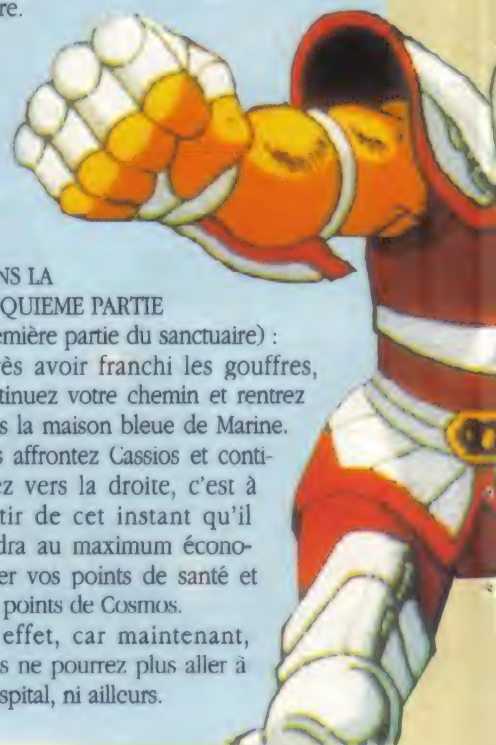 re.
NS LA
QUIEME PARTIE
emière partie du sanctuaire) :
ès avoir franchi les gouffres,
tinuez votre chemin et rentrez
s la maison bleue de Marine.
s affrontez Cassios et conti-
ez vers la droite, c'est à
tir de cet instant qu'il
dra au maximum écono-
er vos points de santé et
points de Cosmos.
effet, car maintenant,
s ne pourrez plus aller à
spital, ni ailleurs.